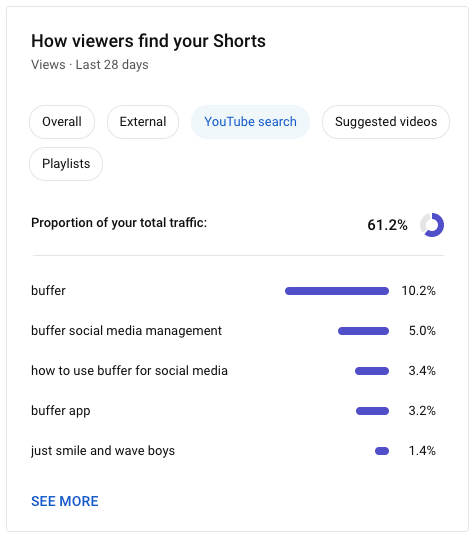 How viewers find your Shorts
Views · Last 28 days
Overall External YouTube search Suggested videos
Playlists
Proportion of your total traffic: 61.2%
buffer 10.2%
buffer social media management 5.0%
how to use buffer for social media 3.4%
buffer app 3.2%
just smile and wave boys 1.4%
SEE MORE